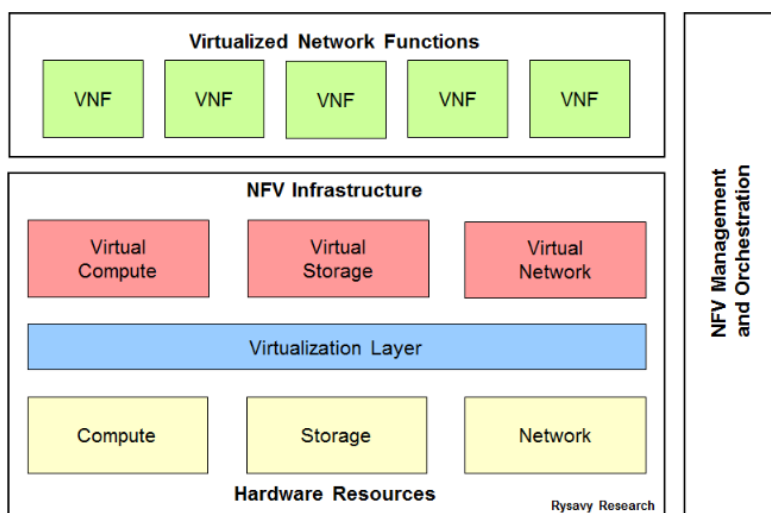 Virtualized Network Functions
VNF
VNF
VNF
VNF
VNF
NFV Infrastructure
Virtual
Compute
Virtual
Storage
Virtual
Network
Virtualization Layer
Compute
Storage
Network
Hardware Resources
Rysavy Research
NFV Management
and Orchestration